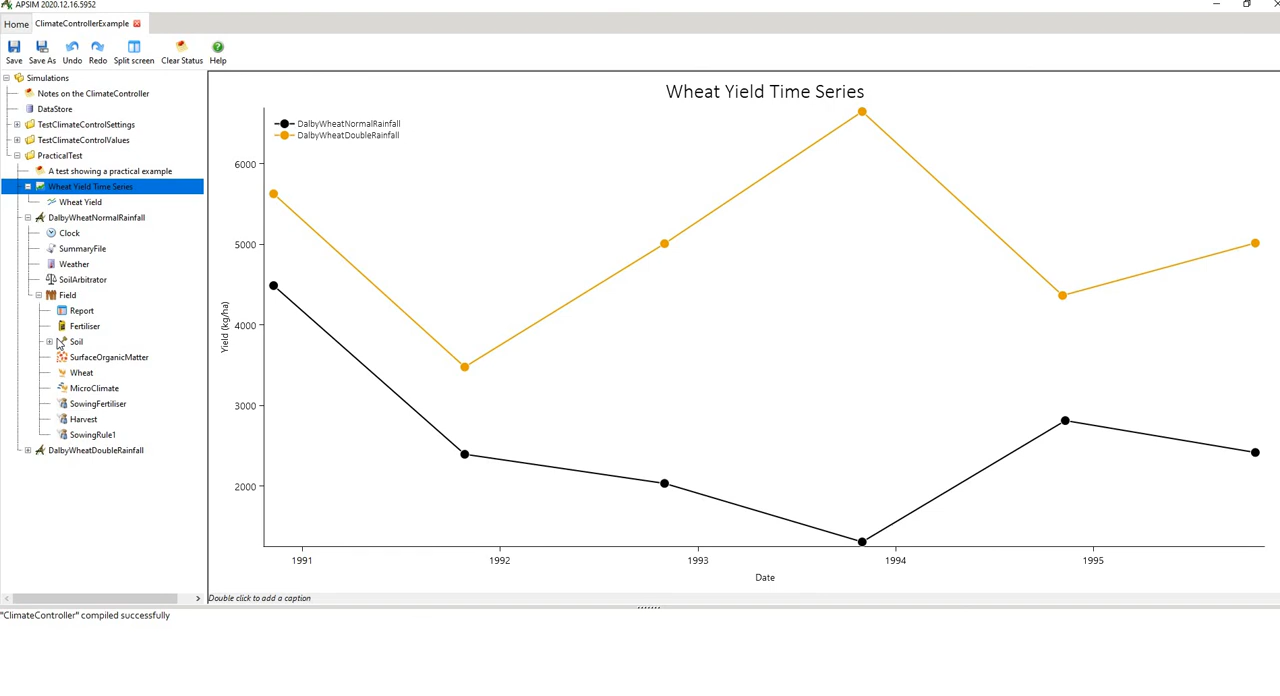 APSIM 2020.12.16.5952
Home ClimateControllerExample
Save Save As Undo Redo Split screen Clear Status Help
Simulations
Notes on the ClimateController
DataStore
TestClimateControlSettings
TestClimateControlValues
PracticalTest
A test showing a practical example
Wheat Yield Time Series
Wheat Yield
DalbyWheatNormalRainfall
Clock
SummaryFile
Weather
SoilArbitrator
Field
Report
Fertiliser
Soil
SurfaceOrganicMatter
Wheat
MicroClimate
SowingFertiliser
Harvest
SowingRule1
DalbyWheatDoubleRainfall
Wheat Yield Time Series
DalbyWheatNormalRainfall
DalbyWheatDoubleRainfall
6000
5000
4000
3000
2000
Yield (kg/ha)
1991 1992 1993 1994 1995
Date
Double click to add a caption
"ClimateController" compiled successfully